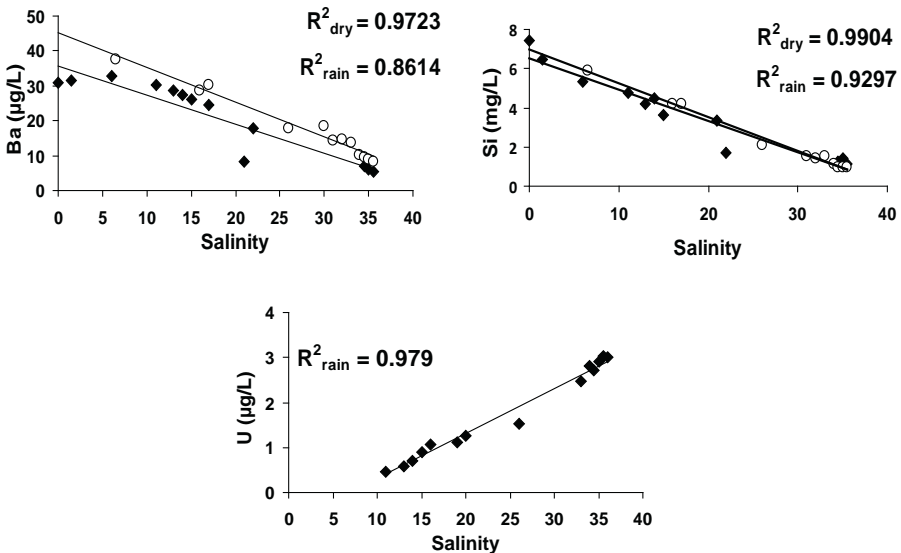 50
40
30
20
10
0
Ba (µg/L)
R²dry = 0.9723
R²rain = 0.8614
0 5 10 15 20 25 30 35 40
Salinity
8
6
4
2
0
Si (mg/L)
R²dry = 0.9904
R²rain = 0.9297
0 10 20 30 40
Salinity
4
3
2
1
0
U (µg/L)
R²rain = 0.979
0 5 10 15 20 25 30 35 40
Salinity